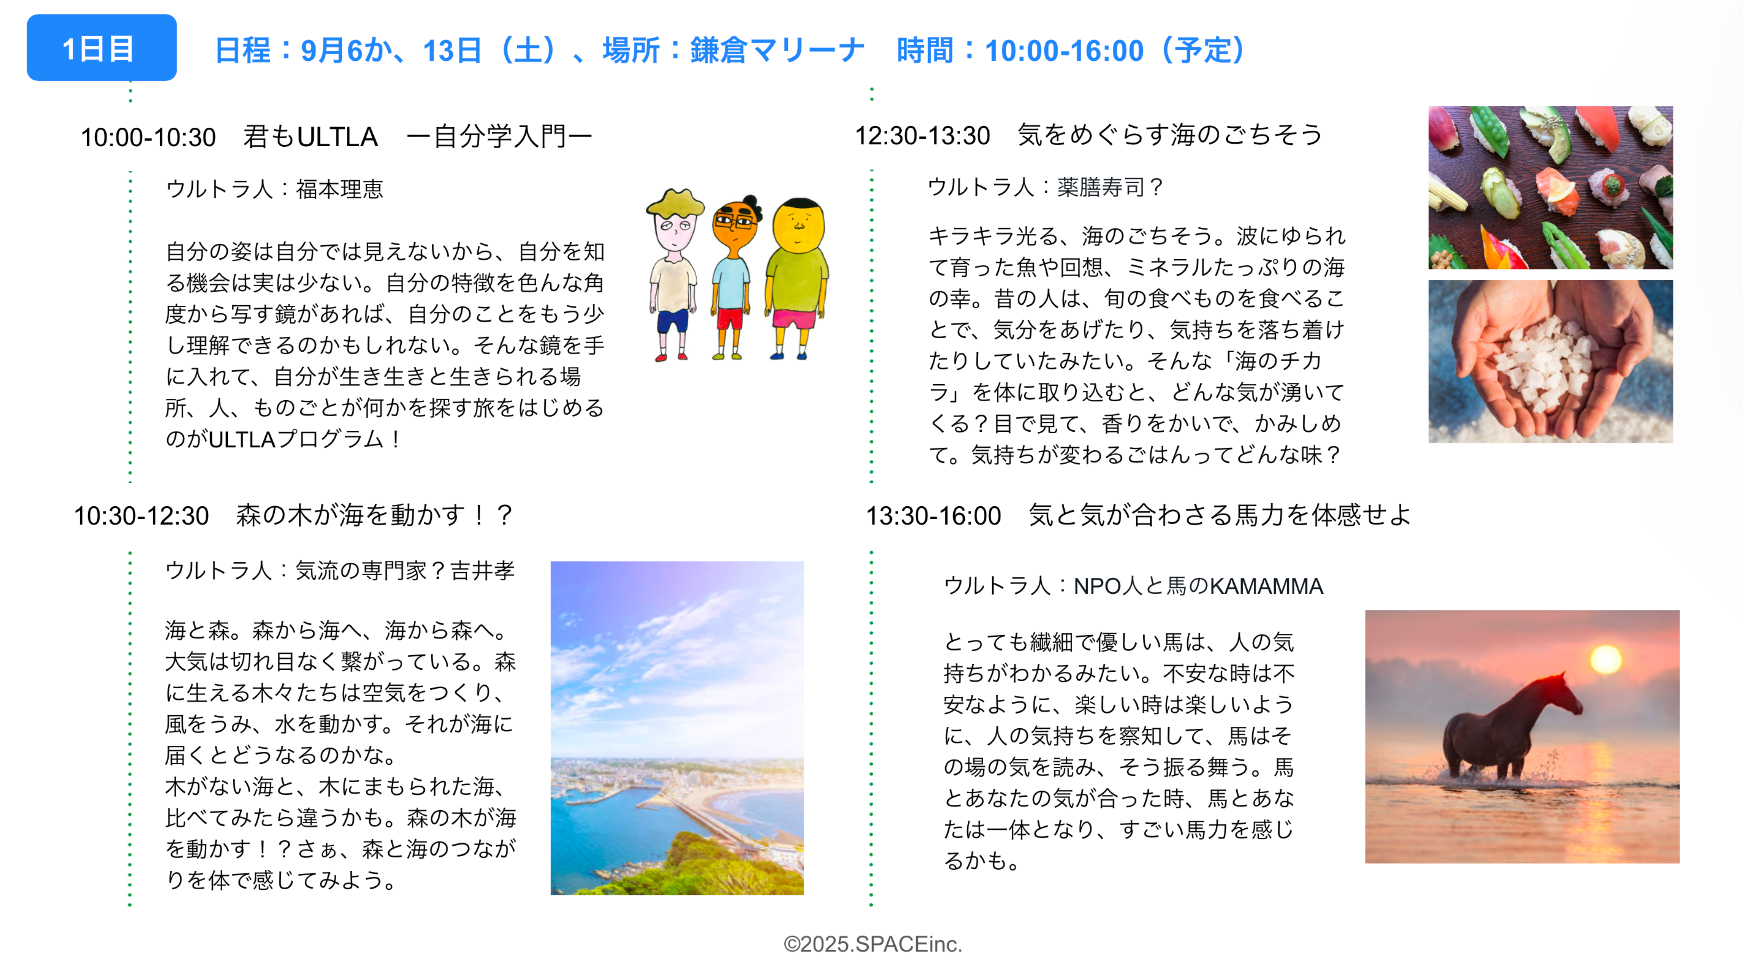 1日目
日程：9月6か、13日（土）、場所：鎌倉マリーナ　時間：10:00-16:00（予定）
10:00-10:30　君もULTLA　ー自分学入門ー
ウルトラ人：福本理恵
自分の姿は自分では見えないから、自分を知
る機会は実は少ない。自分の特徴を色んな角
度から写す鏡があれば、自分のことをもう少
し理解できるのかもしれない。そんな鏡を手
に入れて、自分が生き生きと生きられる場
所、人、ものごとが何かを探す旅をはじめる
のがULTLAプログラム！
10:30-12:30　森の木が海を動かす！？
ウルトラ人：気流の専門家？吉井孝
海と森。森から海へ、海から森へ。
大気は切れ目なく繋がっている。森
に生える木々たちは空気をつくり、
風をうみ、水を動かす。それが海に
届くとどうなるのかな。
木がない海と、木にまもられた海、
比べてみたら違うかも。森の木が海
を動かす！？さぁ、森と海のつなが
りを体で感じてみよう。
12:30-13:30　気をめぐらす海のごちそう
ウルトラ人：薬膳寿司？
キラキラ光る、海のごちそう。波にゆられ
て育った魚や回想、ミネラルたっぷりの海
の幸。昔の人は、旬の食べものを食べるこ
とで、気分をあげたり、気持ちを落ち着け
たりしていたみたい。そんな「海のチカ
ラ」を体に取り込むと、どんな気が湧いて
くる？目で見て、香りをかいで、かみしめ
て。気持ちが変わるごはんってどんな味？
13:30-16:00　気と気が合わさる馬力を体感せよ
ウルトラ人：NPO人と馬のKAMAMMA
とっても繊細で優しい馬は、人の気
持ちがわかるみたい。不安な時は不
安なように、楽しい時は楽しいよう
に、人の気持ちを察知して、馬はそ
の場の気を読み、そう振る舞う。馬
とあなたの気が合った時、馬とあな
たは一体となり、すごい馬力を感じ
るかも。
©2025.SPACEinc.